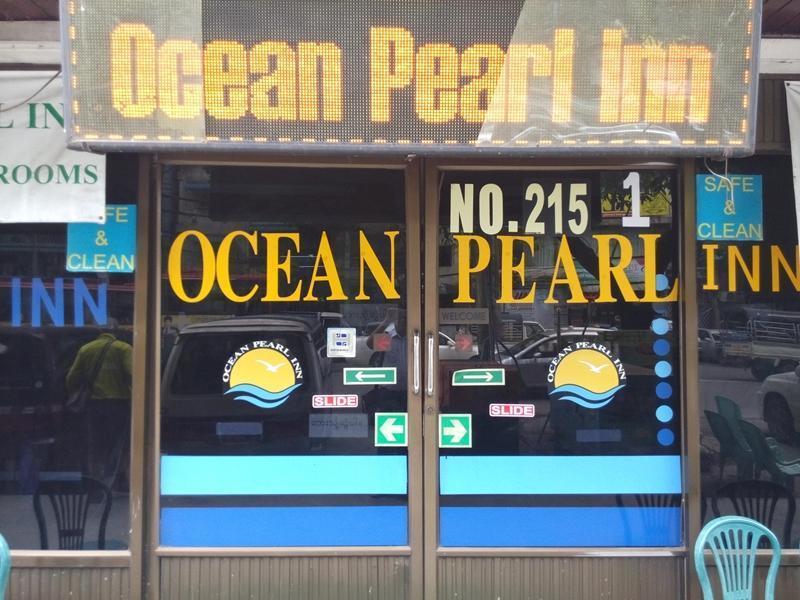 Ocean Pearl Inn
L IN
ROOMS
FE
&
CLEAN
INN
NO.215
1
SAFE
&
CLEAN
OCEAN PEARL INN
WELCOME
OCEAN PEARL INN
OCEAN PEARL INN
SLIDE
SLIDE